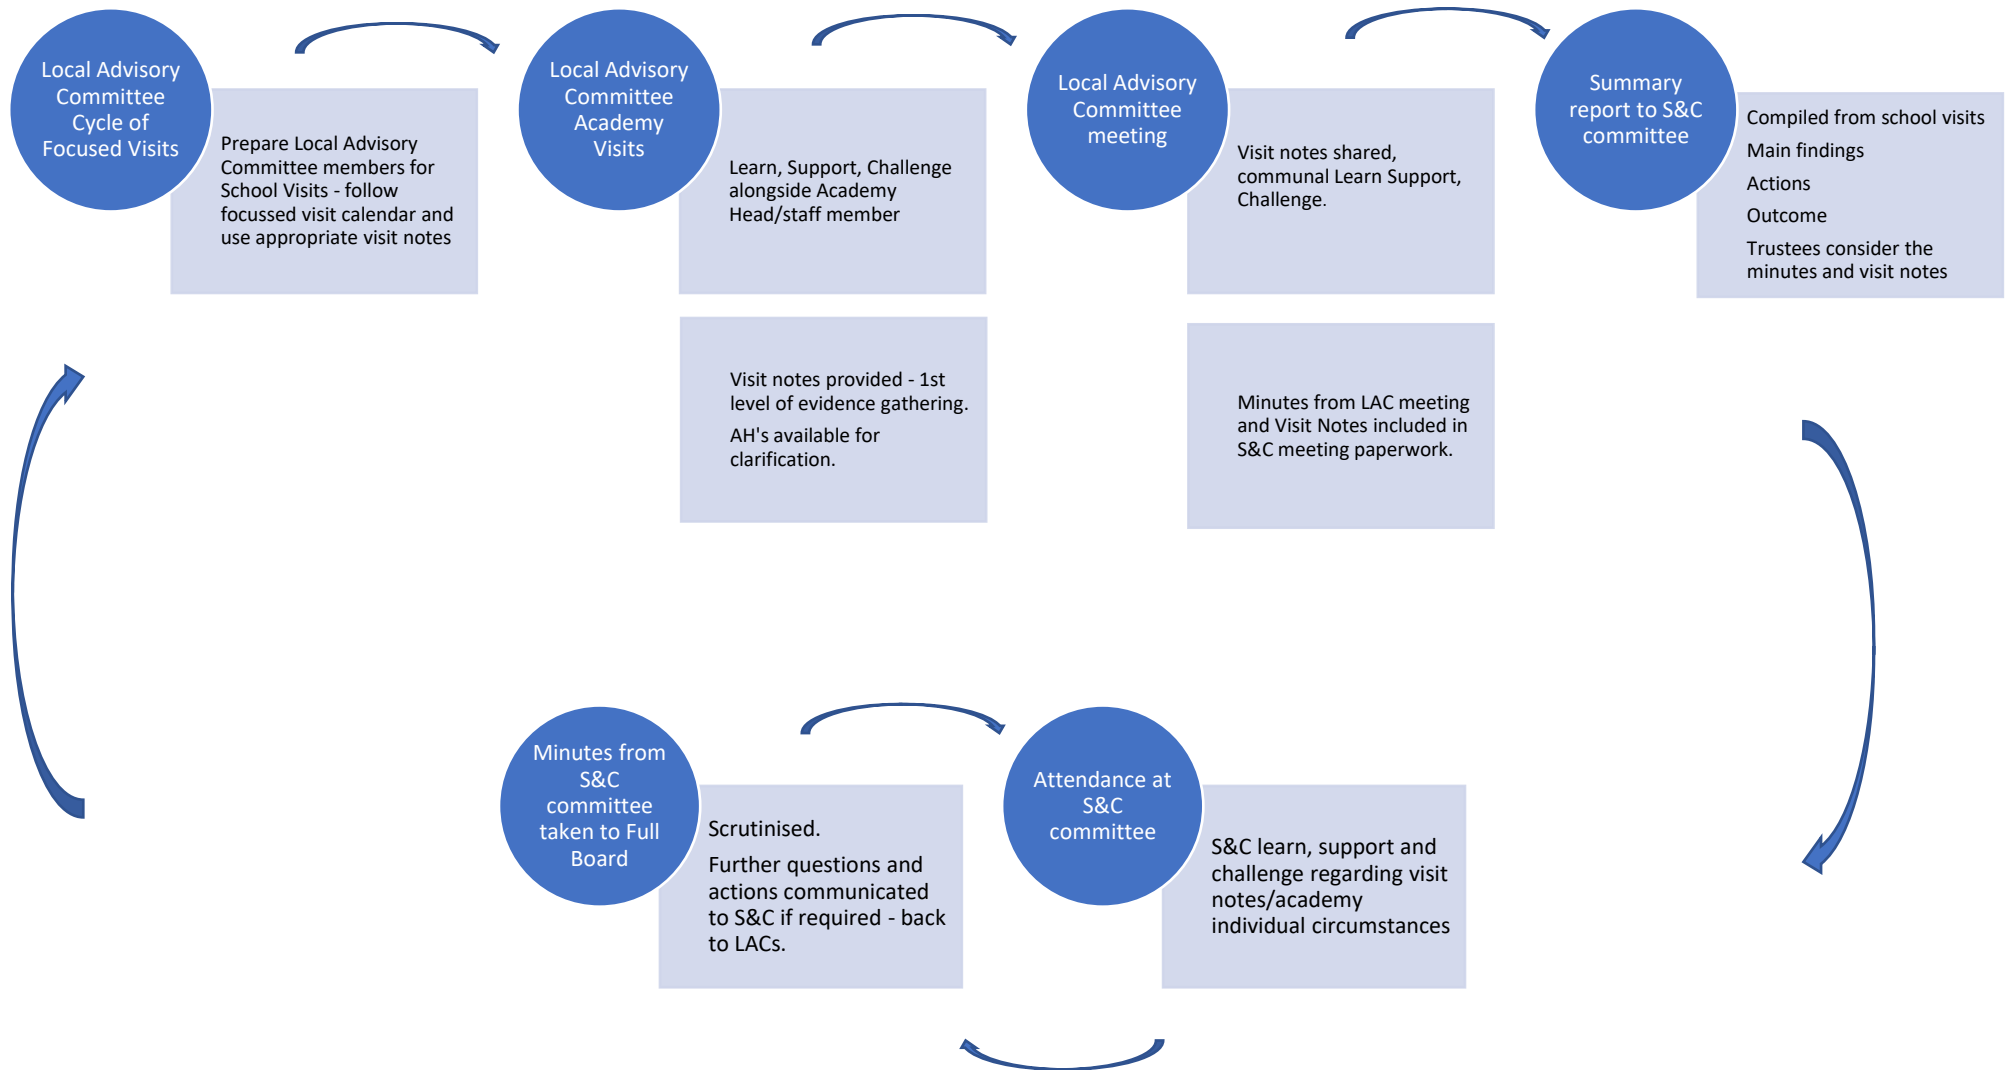 Local Advisory
Committee
Cycle of
Focused Visits
Prepare Local Advisory
Committee members for
School Visits - follow
focussed visit calendar and
use appropriate visit notes
Local Advisory
Committee
Academy
Visits
Learn, Support, Challenge
alongside Academy
Head/staff member
Visit notes provided - 1st
level of evidence gathering.
AH's available for
clarification.
Local Advisory
Committee
meeting
Visit notes shared,
communal Learn Support,
Challenge.
Minutes from LAC meeting
and Visit Notes included in
S&C meeting paperwork.
Summary
report to S&C
committee
Compiled from school visits
Main findings
Actions
Outcome
Trustees consider the
minutes and visit notes
Minutes from
S&C
committee
taken to Full
Board
Scrutinised.
Further questions and
actions communicated
to S&C if required - back
to LACs.
Attendance at
S&C
committee
S&C learn, support and
challenge regarding visit
notes/academy
individual circumstances